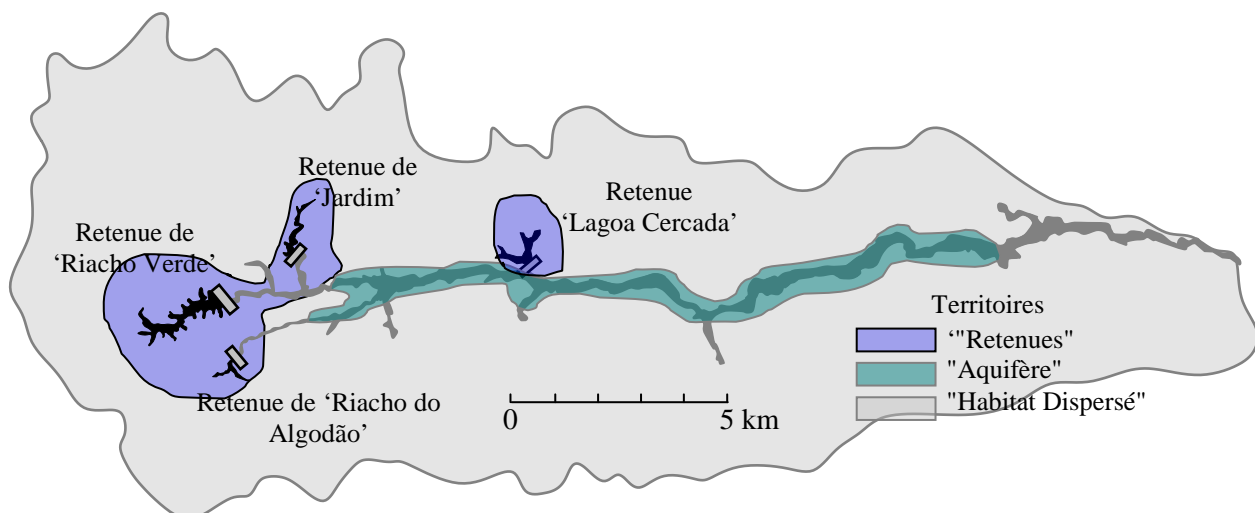 Retenue de
‘Jardim’
Retenue
‘Lagoa Cercada’
Retenue de
‘Riacho Verde’
Territoires
‘"Retenues"
"Aquifère"
"Habitat Dispersé"
Retenue de ‘Riacho do
Algodão’
0 5 km